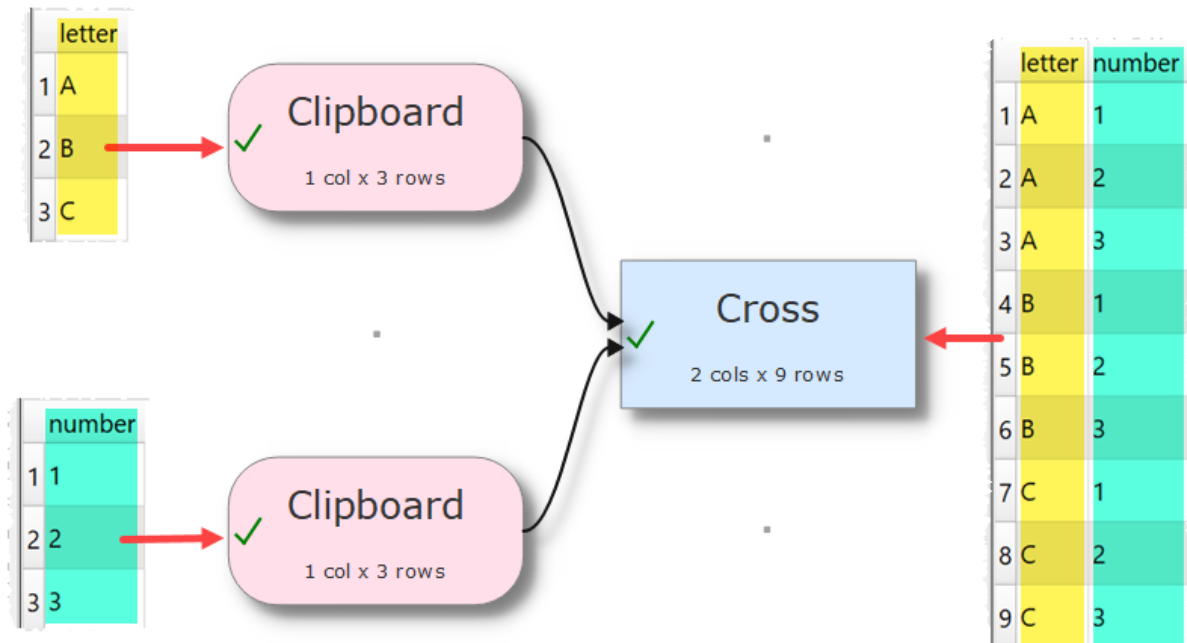 letter
1 A
2 B
3 C
Clipboard
1 col x 3 rows
number
1 1
2 2
3 3
Clipboard
1 col x 3 rows
Cross
2 cols x 9 rows
letter number
1 A 1
2 A 2
3 A 3
4 B 1
5 B 2
6 B 3
7 C 1
8 C 2
9 C 3